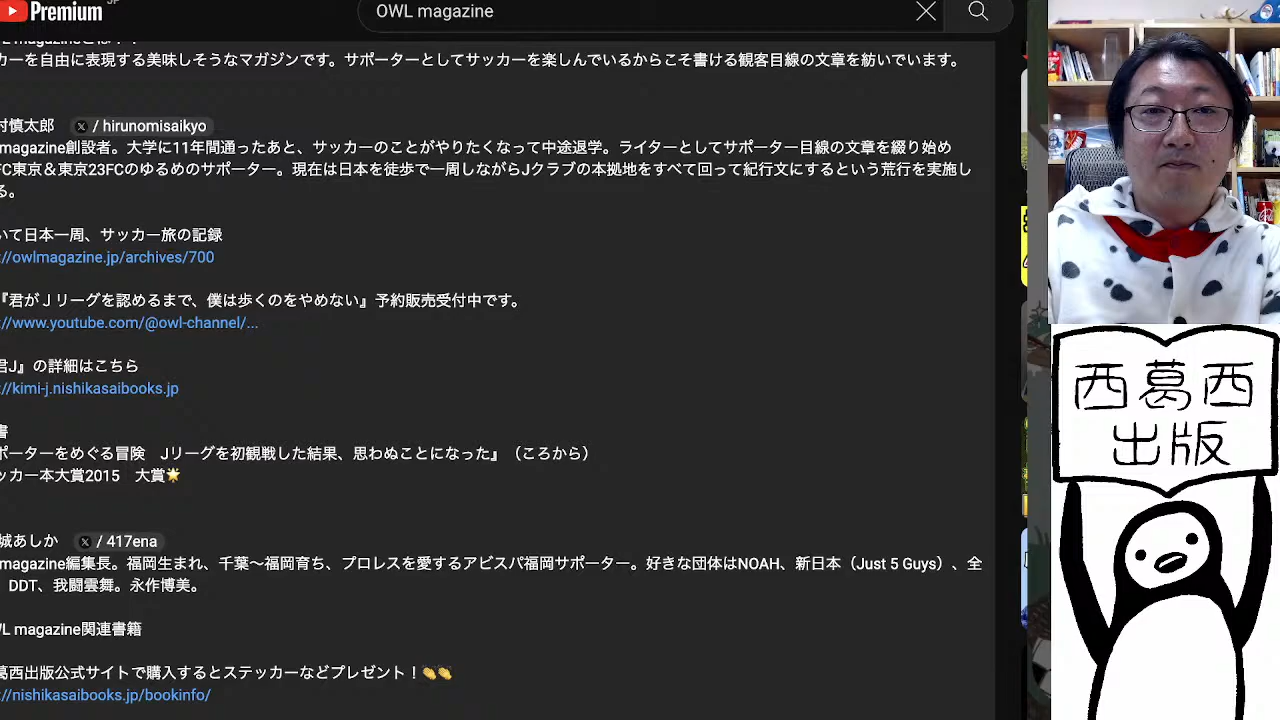 Premium JP
OWL magazine
カーを自由に表現する美味しそうなマガジンです。サポーターとしてサッカーを楽しんでいるからこそ書ける観客目線の文章を紡いでいます。
村慎太郎 / hirunomisaikyo
magazine創設者。大学に11年間通ったあと、サッカーのことがやりたくなって中途退学。ライターとしてサポーター目線の文章を綴り始め
FC東京＆東京23FCのゆるめのサポーター。現在は日本を徒歩で一周しながらJクラブの本拠地をすべて回って紀行文にするという荒行を実施し
る。
いて日本一周、サッカー旅の記録
://owlmagazine.jp/archives/700
『君がＪリーグを認めるまで、僕は歩くのをやめない』予約販売受付中です。
://www.youtube.com/@owl-channel/...
君J』の詳細はこちら
://kimi-j.nishikasaibooks.jp
書
ポーターをめぐる冒険　Jリーグを初観戦した結果、思わぬことになった』（ころから）
ッカー本大賞2015　大賞🌟
城あしか / 417ena
magazine編集長。福岡生まれ、千葉〜福岡育ち、プロレスを愛するアビスパ福岡サポーター。好きな団体はNOAH、新日本（Just 5 Guys）、全
DDT、我闘雲舞。永作博美。
WL magazine関連書籍
葛西出版公式サイトで購入するとステッカーなどプレゼント！👏👏
://nishikasaibooks.jp/bookinfo/
西葛西
出版